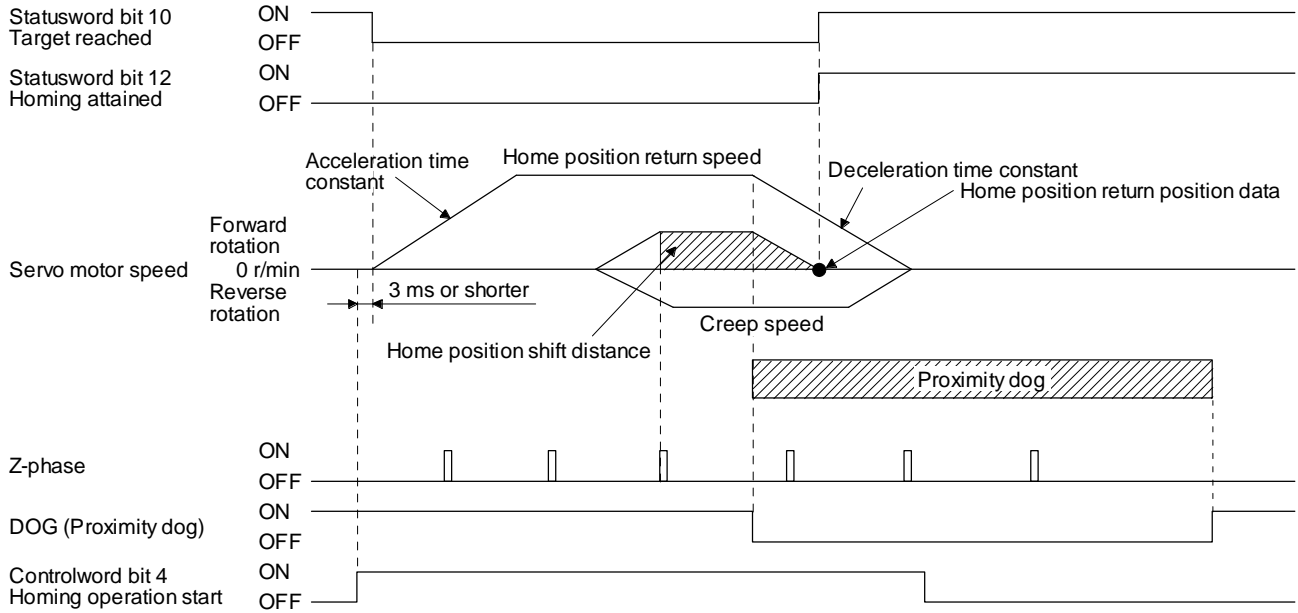 Statusword bit 10
Target reached
ON
OFF
Statusword bit 12
Homing attained
ON
OFF
Acceleration time
constant
Home position return speed
Deceleration time constant
Home position return position data
Forward
rotation
Servo motor speed
0 r/min
Reverse
rotation
3 ms or shorter
Creep speed
Home position shift distance
Proximity dog
Z-phase
ON
OFF
DOG (Proximity dog)
ON
OFF
Controlword bit 4
Homing operation start
ON
OFF